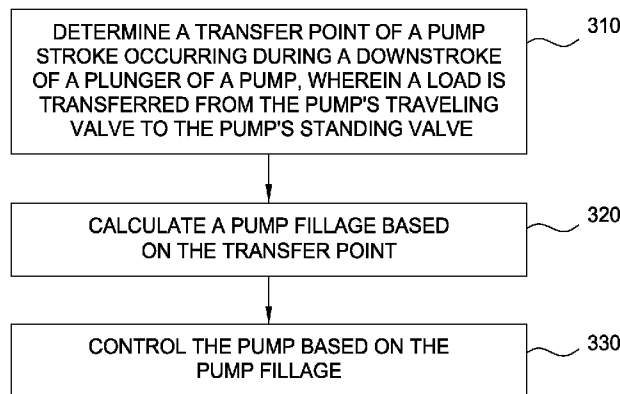 DETERMINE A TRANSFER POINT OF A PUMP
STROKE OCCURRING DURING A DOWNSTROKE
OF A PLUNGER OF A PUMP, WHEREIN A LOAD IS
TRANSFERRED FROM THE PUMP'S TRAVELING
VALVE TO THE PUMP'S STANDING VALVE
310
CALCULATE A PUMP FILLAGE BASED
ON THE TRANSFER POINT
320
CONTROL THE PUMP BASED ON THE
PUMP FILLAGE
330